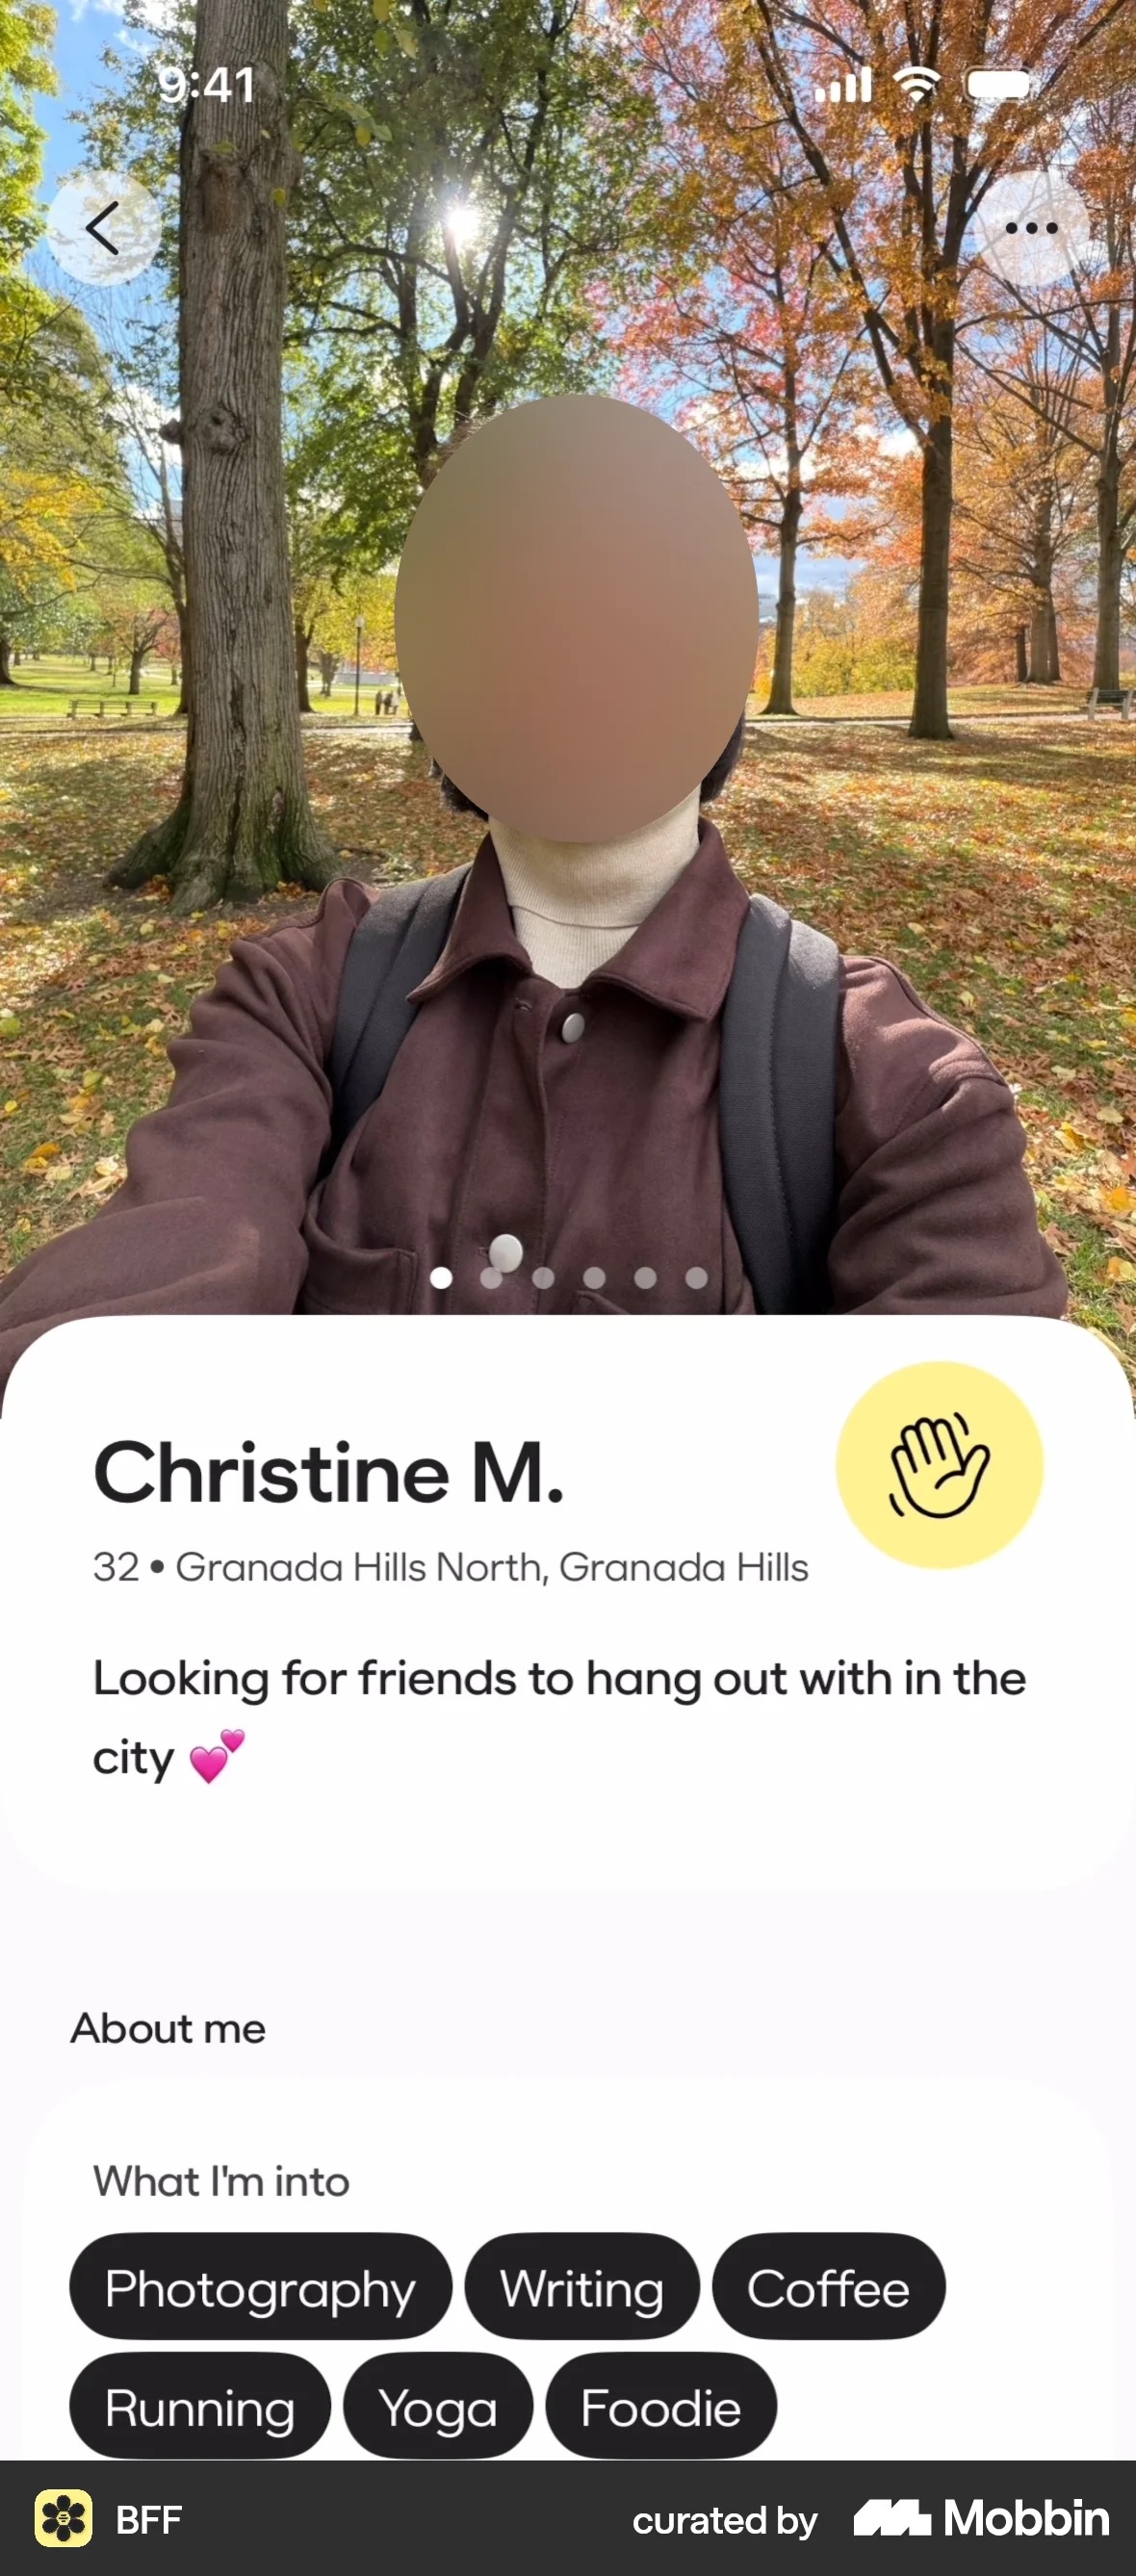 9:41
Christine M.
32 • Granada Hills North, Granada Hills
Looking for friends to hang out with in the
city 💕
About me
What I'm into
Photography Writing Coffee
Running Yoga Foodie
BFF curated by Mobbin